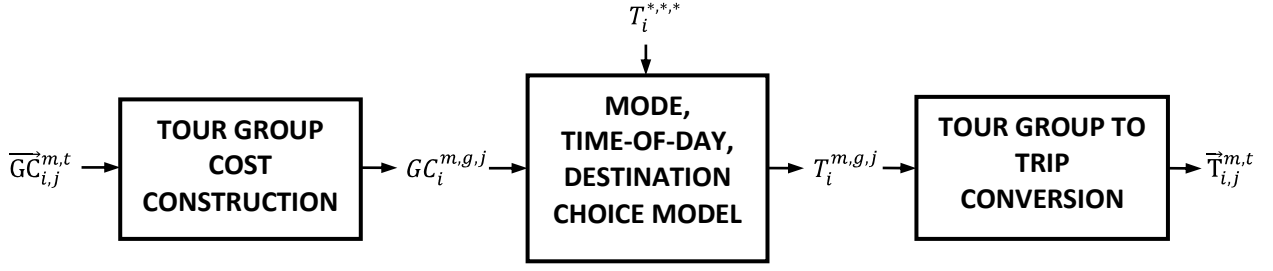 T_i^{*,*,*}
\overrightarrow{GC}_{i,j}^{m,t}
TOUR GROUP
COST
CONSTRUCTION
GC_i^{m,g,j}
MODE,
TIME-OF-DAY,
DESTINATION
CHOICE MODEL
T_i^{m,g,j}
TOUR GROUP TO
TRIP
CONVERSION
\vec{T}_{i,j}^{m,t}